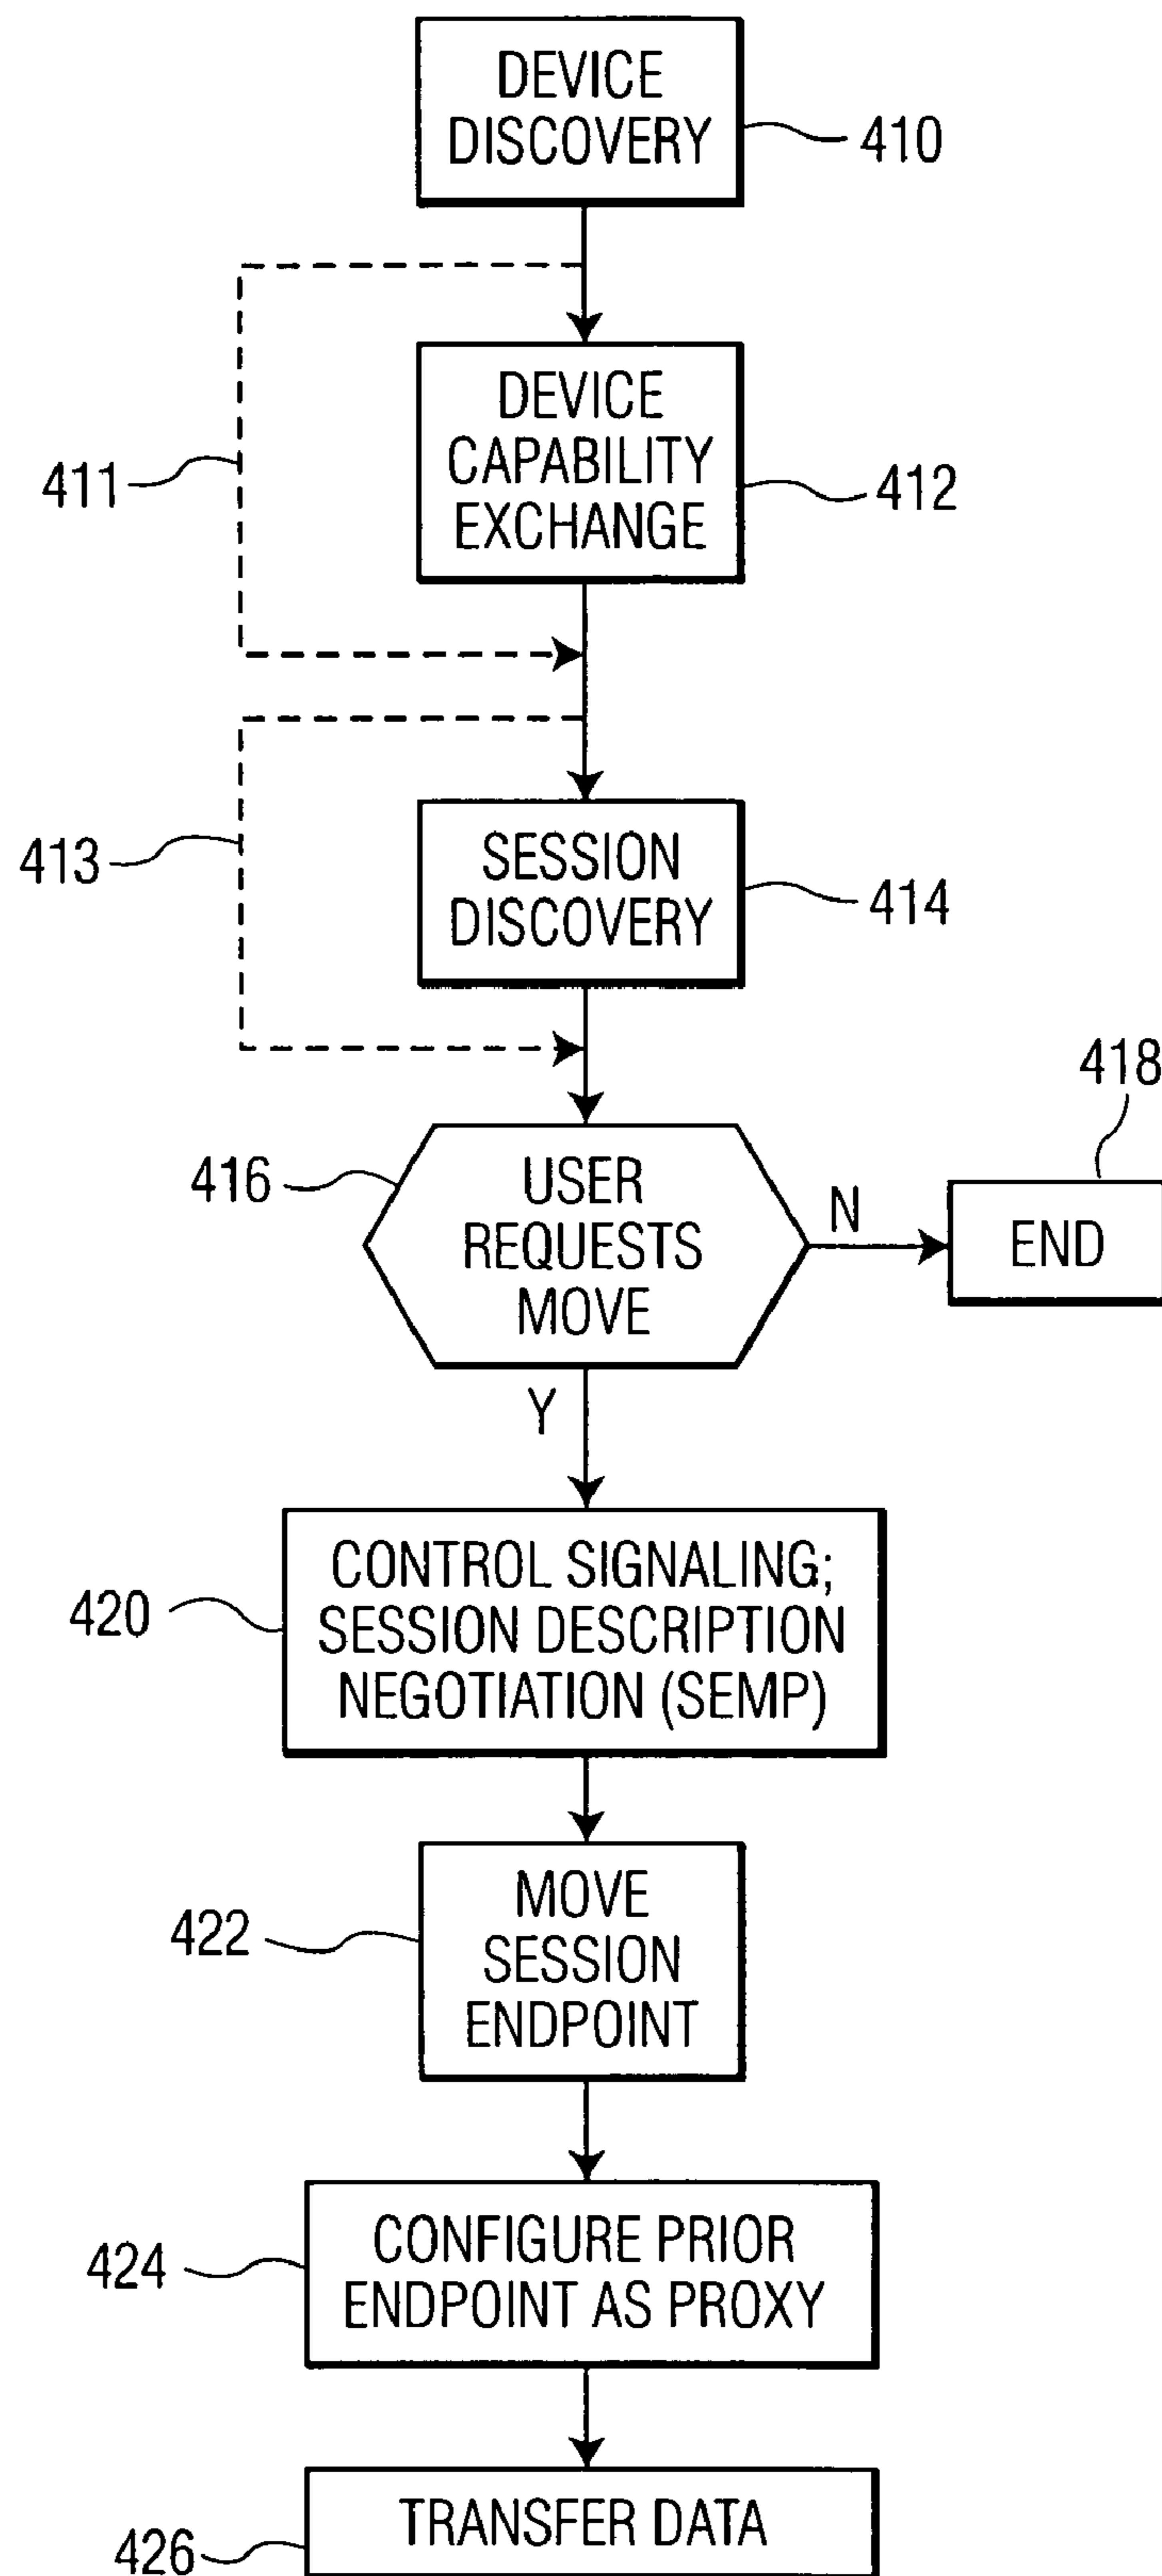 DEVICE
DISCOVERY
410
DEVICE
CAPABILITY
EXCHANGE
411
412
SESSION
DISCOVERY
413
414
418
416
USER
REQUESTS
MOVE
N
END
Y
CONTROL SIGNALING;
SESSION DESCRIPTION
NEGOTIATION (SEMP)
420
MOVE
SESSION
ENDPOINT
422
CONFIGURE PRIOR
ENDPOINT AS PROXY
424
TRANSFER DATA
426